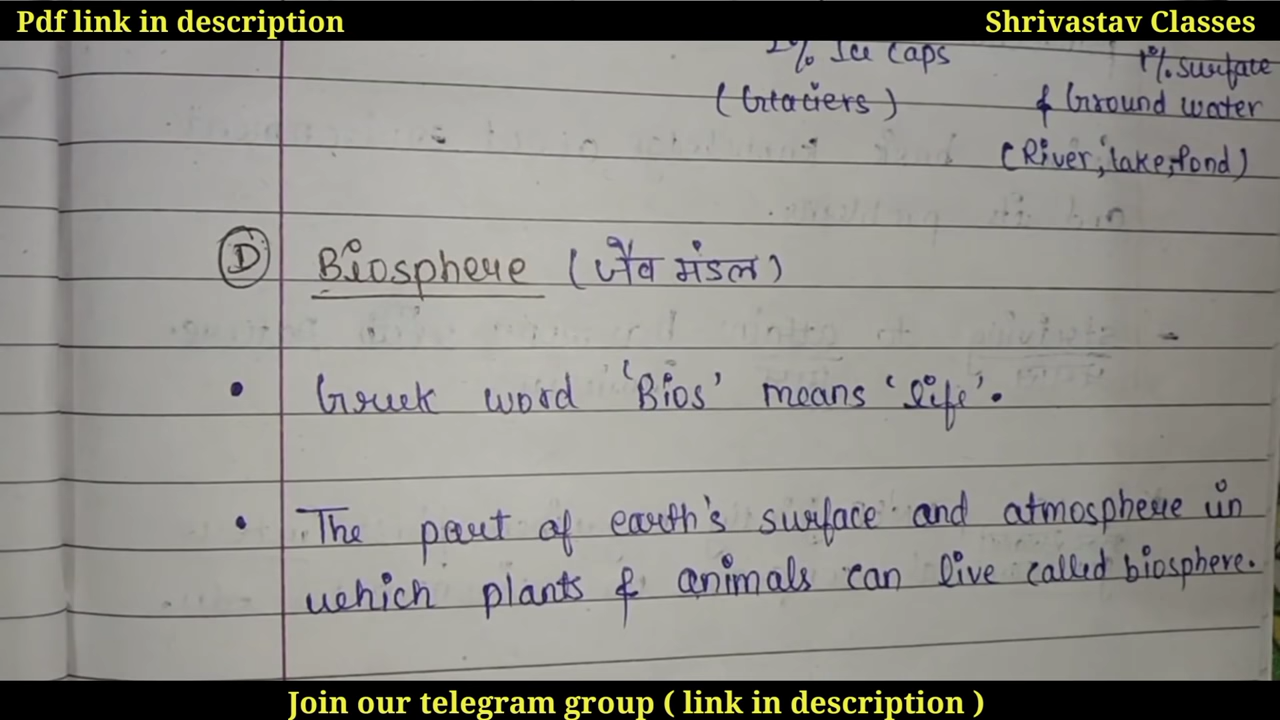 Pdf link in description
Shrivastav Classes
2% Ice Caps
1% surface
(Glaciers)
& Ground water
(River, lake, Pond)
D Biosphere (जैव मंडल)
• Greek word 'Bios' means 'life'.
• The part of earth's surface and atmosphere in
which plants & animals can live called biosphere.
Join our telegram group ( link in description )